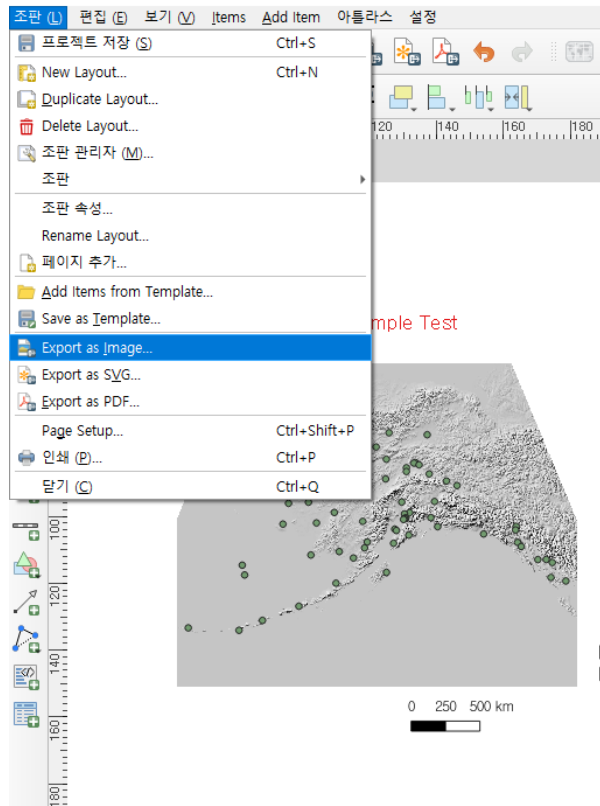 조판 (L) 편집 (E) 보기 (V) Items Add Item 아틀라스 설정
프로젝트 저장 (S) Ctrl+S
New Layout... Ctrl+N
Duplicate Layout...
Delete Layout...
조판 관리자 (M)...
조판
조판 속성...
Rename Layout...
페이지 추가...
Add Items from Template...
Save as Template...
Export as Image...
Export as SVG...
Export as PDF...
Page Setup... Ctrl+Shift+P
인쇄 (P)... Ctrl+P
닫기 (C) Ctrl+Q
120 140 160 180
mple Test
100
120
140
160
180
0 250 500 km